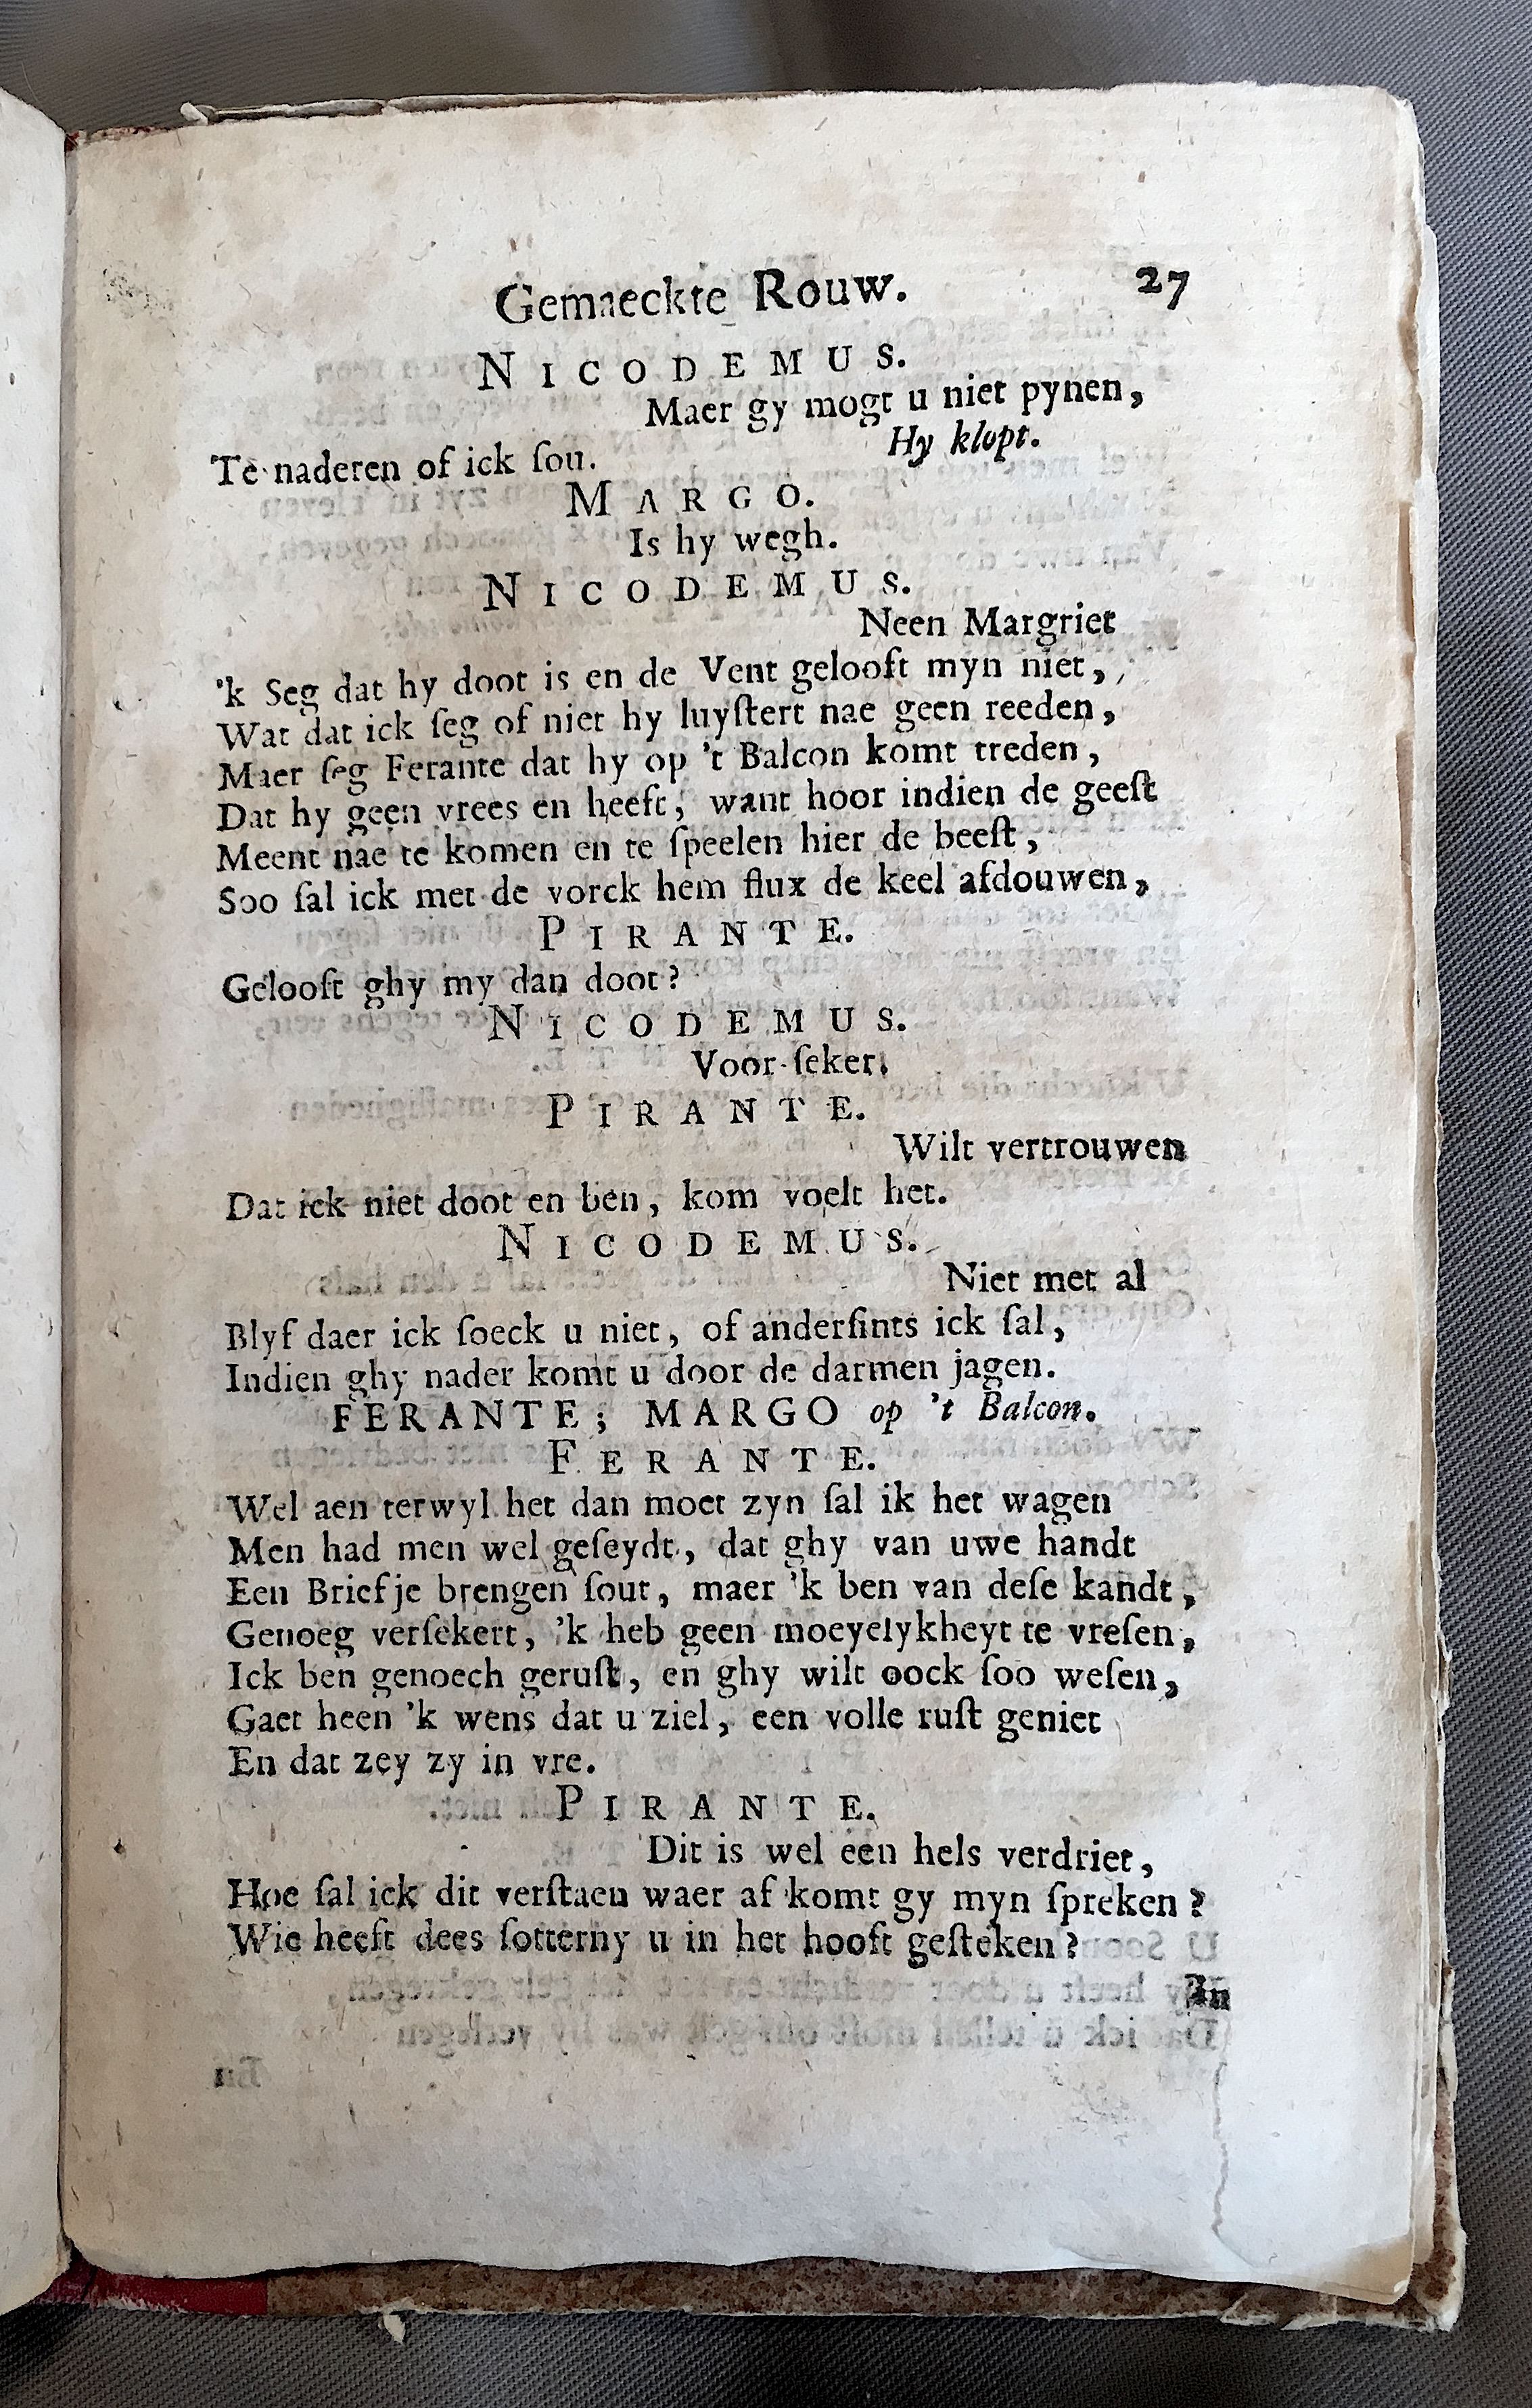 Gemaeckte Rouw. 27
NICODEMUS.
Maer gy mogt u niet pynen,
Hy klopt.
Te naderen of ick ſou.
MARGO.
Is hy wegh.
NICODEMUS.
Neen Margriet
'k Seg dat hy doot is en de Vent gelooft myn niet,
Wat dat ick ſeg of niet hy luyſtert nae geen reeden,
Maer ſeg Ferante dat hy op 't Balcon komt treden,
Dat hy geen vrees en heeft, want hoor indien de geeſt
Meent nae te komen en te ſpeelen hier de beeſt,
Soo ſal ick met de vorck hem flux de keel afdouwen,
PIRANTE.
Gelooft ghy my dan doot?
NICODEMUS.
Voor ſeker.
PIRANTE.
Wilt vertrouwen
Dat ick niet doot en ben, kom voelt het.
NICODEMUS.
Niet met al
Blyf daer ick ſoeck u niet, of anderſints ick ſal,
Indien ghy nader komt u door de darmen jagen.
FERANTE; MARGO op 't Balcon.
FERANTE.
Wel aen terwyl het dan moet zyn ſal ik het wagen
Men had men wel geſeydt, dat ghy van uwe handt
Een Briefje brengen ſout, maer 'k ben van deſe kandt,
Genoeg verſekert, 'k heb geen moeyelykheyt te vreſen,
Ick ben genoech geruſt, en ghy wilt oock ſoo weſen,
Gaet heen 'k wens dat u ziel, een volle ruſt geniet
En dat zey zy in vre.
PIRANTE.
Dit is wel een hels verdriet,
Hoe ſal ick dit verſtaen waer af komt gy myn ſpreken?
Wie heeft dees ſotterny u in het hooft geſteken?